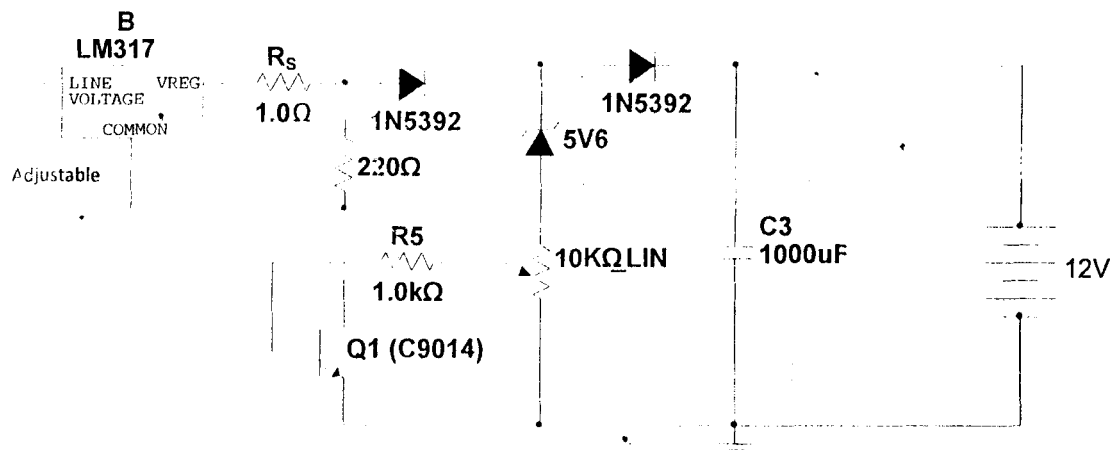 B
LM317
LINE VREG
VOLTAGE
COMMON
Adjustable
RS
1.0Ω
1N5392
220Ω
R5
1.0kΩ
Q1 (C9014)
5V6
10KΩ LIN
1N5392
C3
1000uF
12V